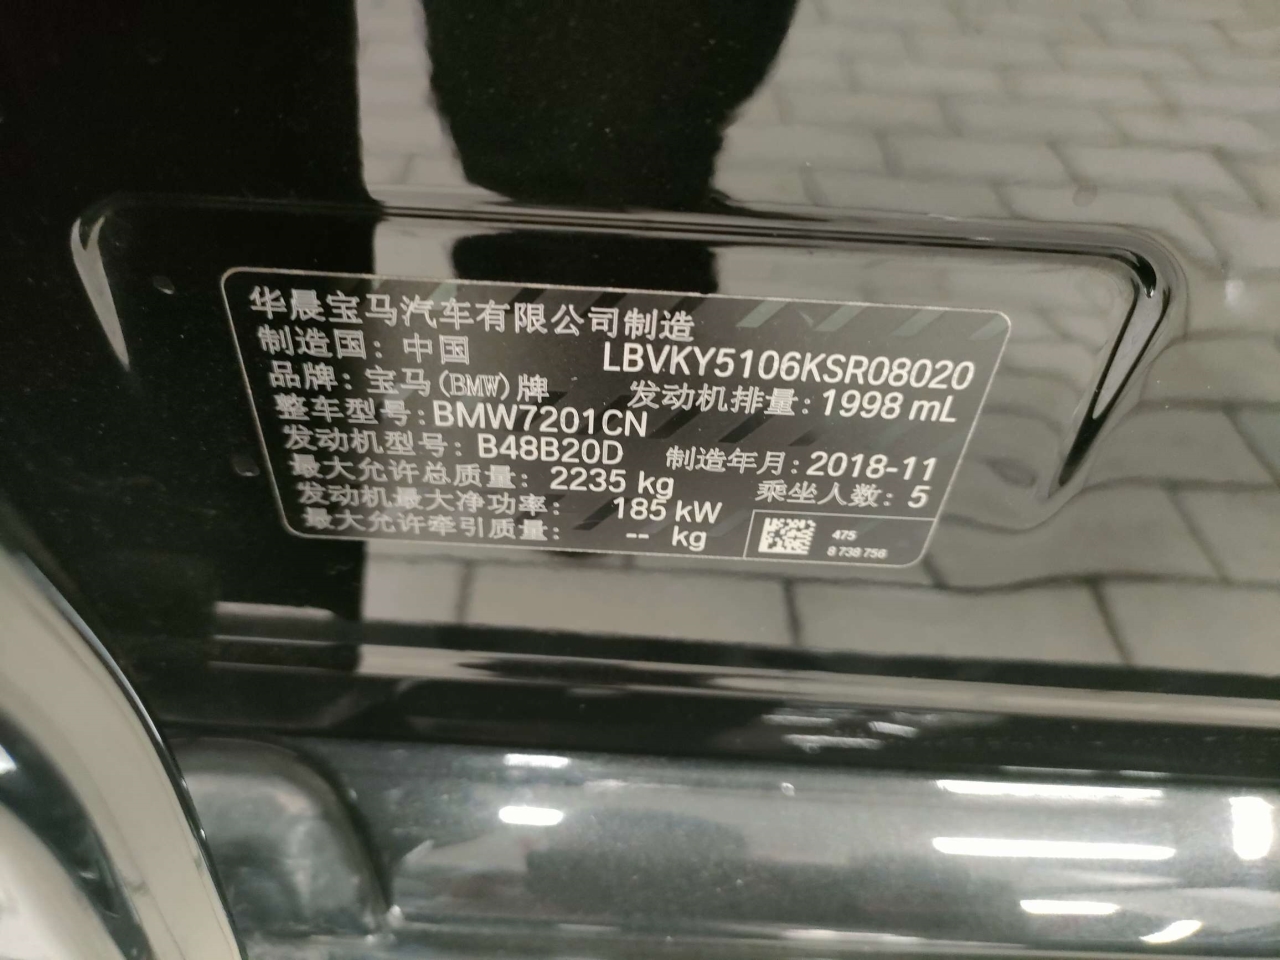 华晨宝马汽车有限公司制造
制造国：中国 LBVKY5106KSR08020
品牌：宝马(BMW)牌 发动机排量：1998 mL
整车型号：BMW7201CN
发动机型号：B48B20D 制造年月：2018-11
最大允许总质量：2235 kg 乘坐人数：5
发动机最大净功率：185 kW
最大允许牵引质量：-- kg
475
8 738 756